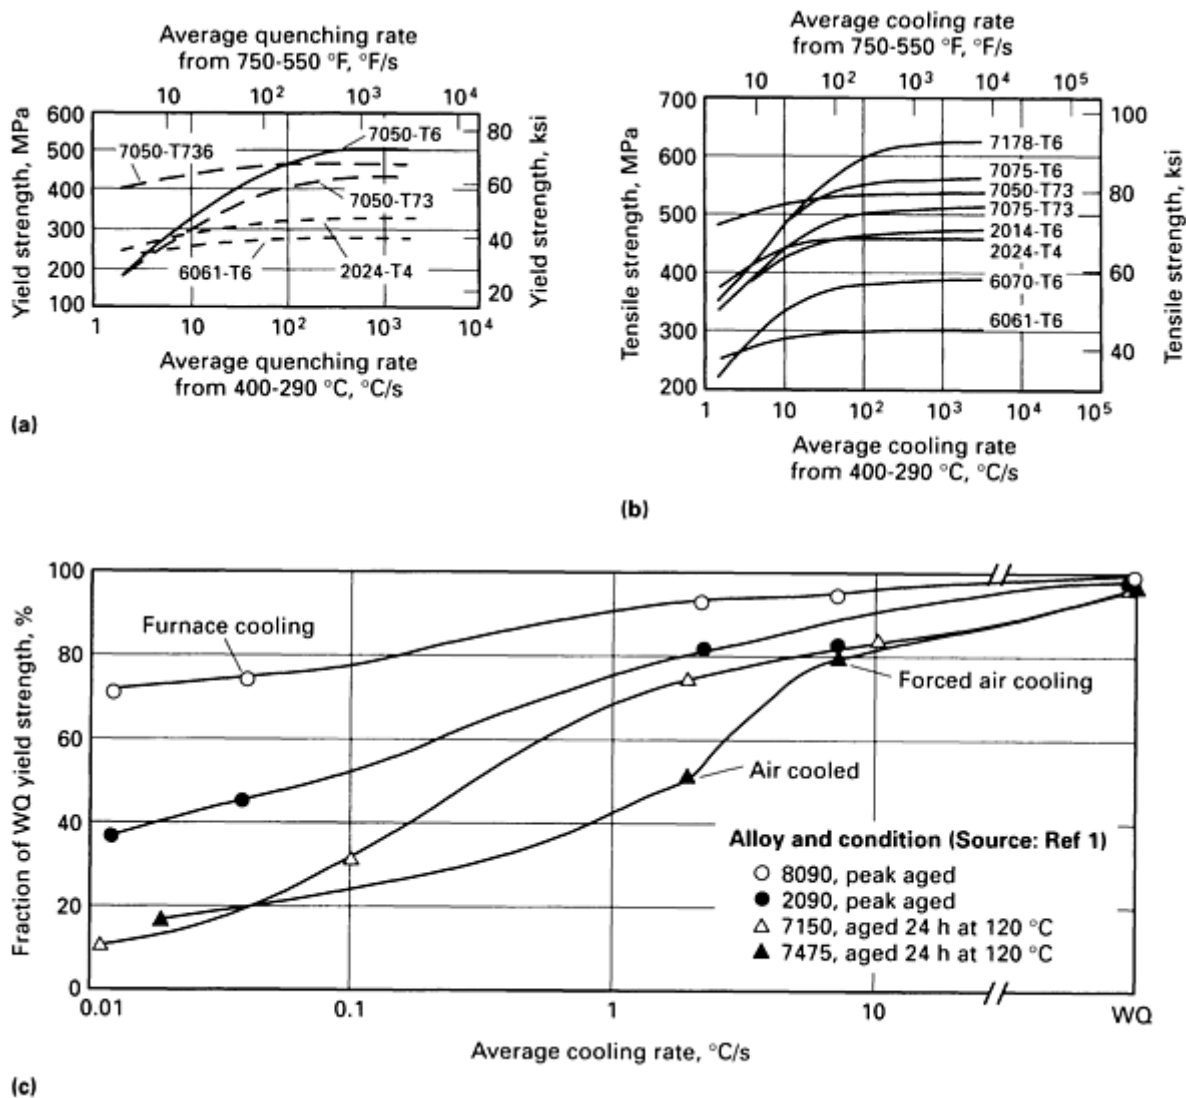 Average quenching rate
from 750-550 °F, °F/s
10 10² 10³ 10⁴
Yield strength, MPa
600
500
400
300
200
100
7050-T6
7050-T736
7050-T73
6061-T6
2024-T4
80
60
40
20
Yield strength, ksi
1 10 10² 10³ 10⁴
Average quenching rate
from 400-290 °C, °C/s
(a)
Average cooling rate
from 750-550 °F, °F/s
10 10² 10³ 10⁴ 10⁵
Tensile strength, MPa
700
600
500
400
300
200
7178-T6
7075-T6
7050-T73
7075-T73
2014-T6
2024-T4
6070-T6
6061-T6
100
80
60
40
Tensile strength, ksi
1 10 10² 10³ 10⁴ 10⁵
Average cooling rate
from 400-290 °C, °C/s
(b)
Fraction of WQ yield strength, %
100
80
60
40
20
0
Furnace cooling
Forced air cooling
Air cooled
Alloy and condition (Source: Ref 1)
8090, peak aged
2090, peak aged
7150, aged 24 h at 120 °C
7475, aged 24 h at 120 °C
0.01 0.1 1 10 WQ
Average cooling rate, °C/s
(c)